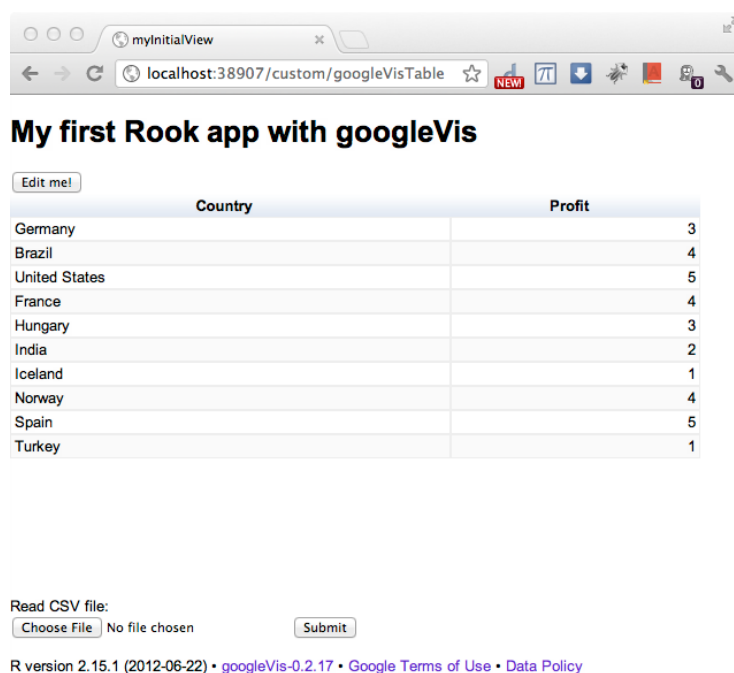 myInitialView
localhost:38907/custom/googleVisTable
NEW!
π
0
My first Rook app with googleVis
Edit me!
Country Profit
Germany 3
Brazil 4
United States 5
France 4
Hungary 3
India 2
Iceland 1
Norway 4
Spain 5
Turkey 1
Read CSV file:
Choose File No file chosen Submit
R version 2.15.1 (2012-06-22) • googleVis-0.2.17 • Google Terms of Use • Data Policy